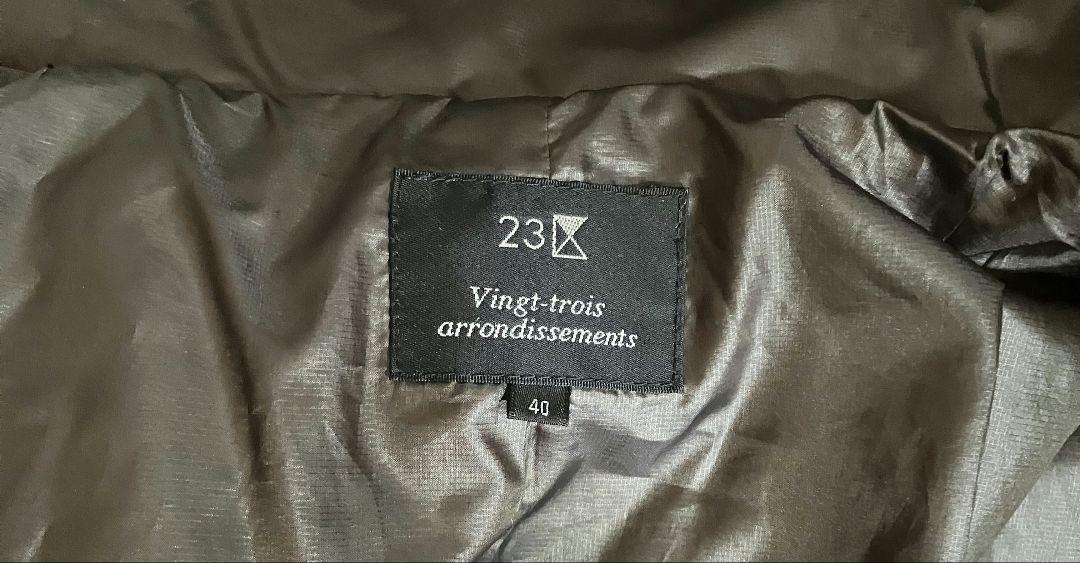 23
Vingt-trois
arrondissements
40